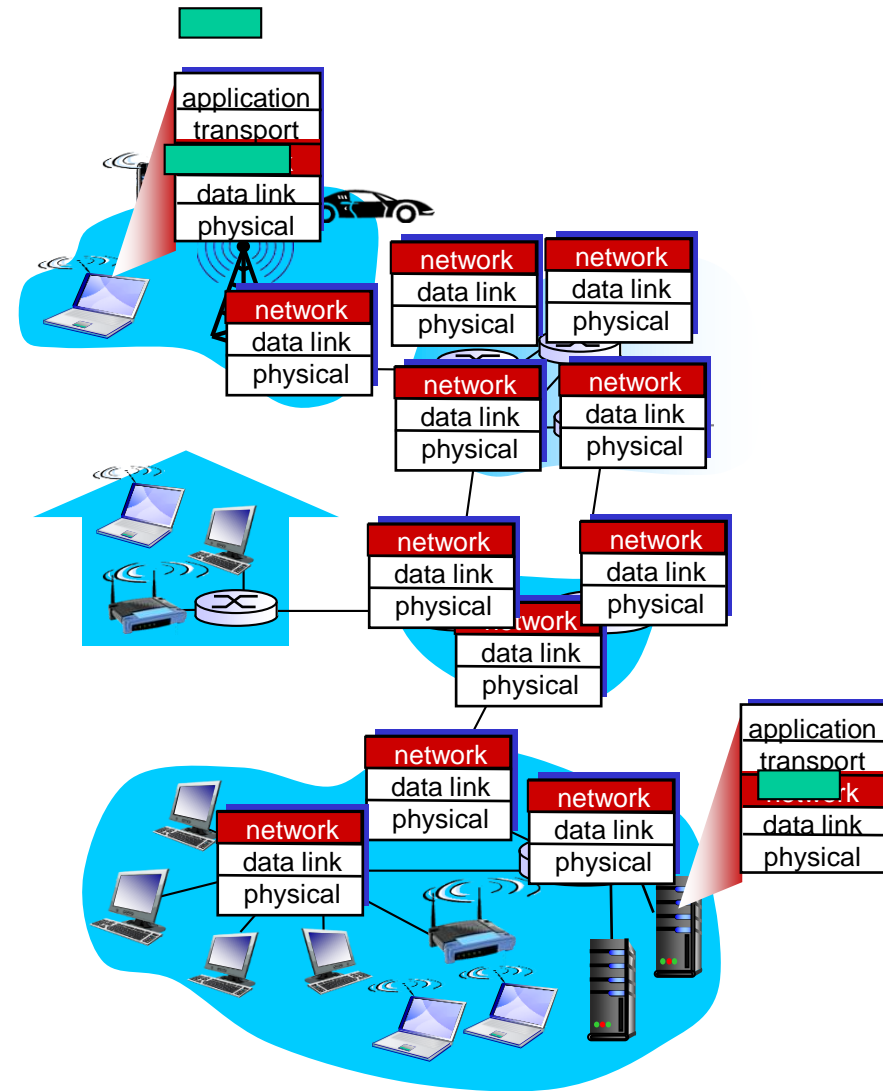 application
transport
data link
physical
network
data link
physical
network
data link
physical
network
data link
physical
network
data link
physical
network
data link
physical
network
data link
physical
network
data link
physical
network
data link
physical
application
transport
network
data link
physical
network
data link
physical
network
data link
physical
network
data link
physical